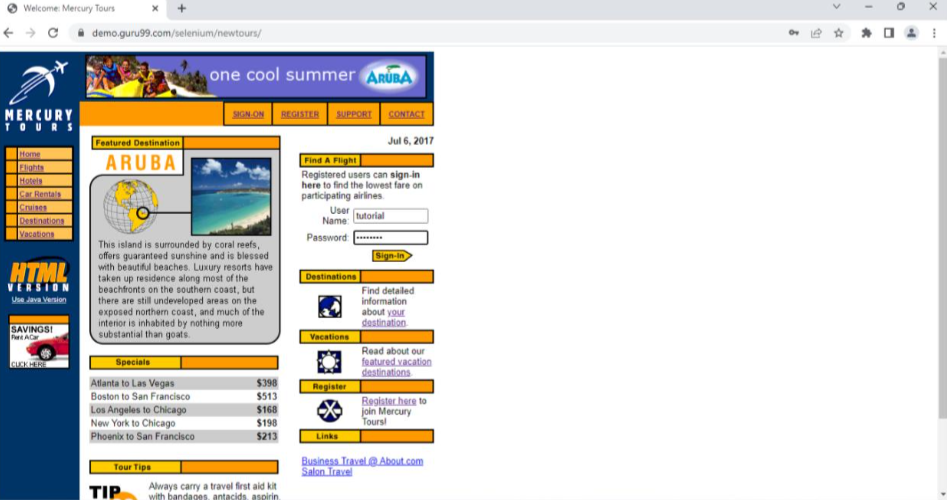 Welcome: Mercury Tours
demo.guru99.com/selenium/newtours/
one cool summer ARUBA
MERCURY
TOURS
SIGN-ON REGISTER SUPPORT CONTACT
Home
Flights
Hotels
Car Rentals
Cruises
Destinations
Vacations
HTML
VERSION
Use Java Version
SAVINGS!
Rent A Car
CLICK HERE
Featured Destination
ARUBA
This island is surrounded by coral reefs,
offers guaranteed sunshine and is blessed
with beautiful beaches. Luxury resorts have
taken up residence along most of the
beachfronts on the southern coast, but
there are still undeveloped areas on the
exposed northern coast, and much of the
interior is inhabited by nothing more
substantial than goats.
Specials
Atlanta to Las Vegas $398
Boston to San Francisco $513
Los Angeles to Chicago $168
New York to Chicago $198
Phoenix to San Francisco $213
Tour Tips
TIP
Always carry a travel first aid kit
with bandages, antacids, aspirin,
Jul 6, 2017
Find A Flight
Registered users can sign-in
here to find the lowest fare on
participating airlines.
User
Name: tutorial
Password: ••••••••
Sign-In
Destinations
Find detailed
information
about your
destination.
Vacations
Read about our
featured vacation
destinations.
Register
Register here to
join Mercury
Tours!
Links
Business Travel @ About.com
Salon Travel